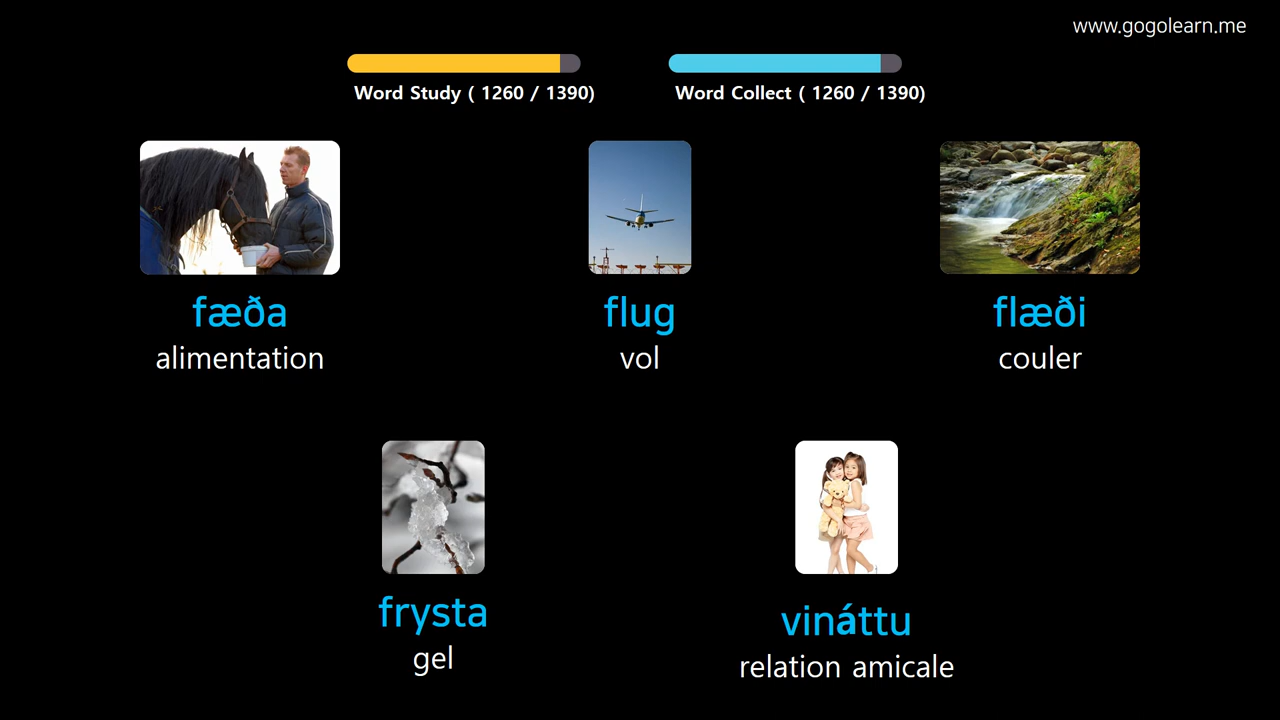 www.gogolearn.me
Word Study ( 1260 / 1390)
Word Collect ( 1260 / 1390)
fæða
alimentation
flug
vol
flæði
couler
frysta
gel
vináttu
relation amicale